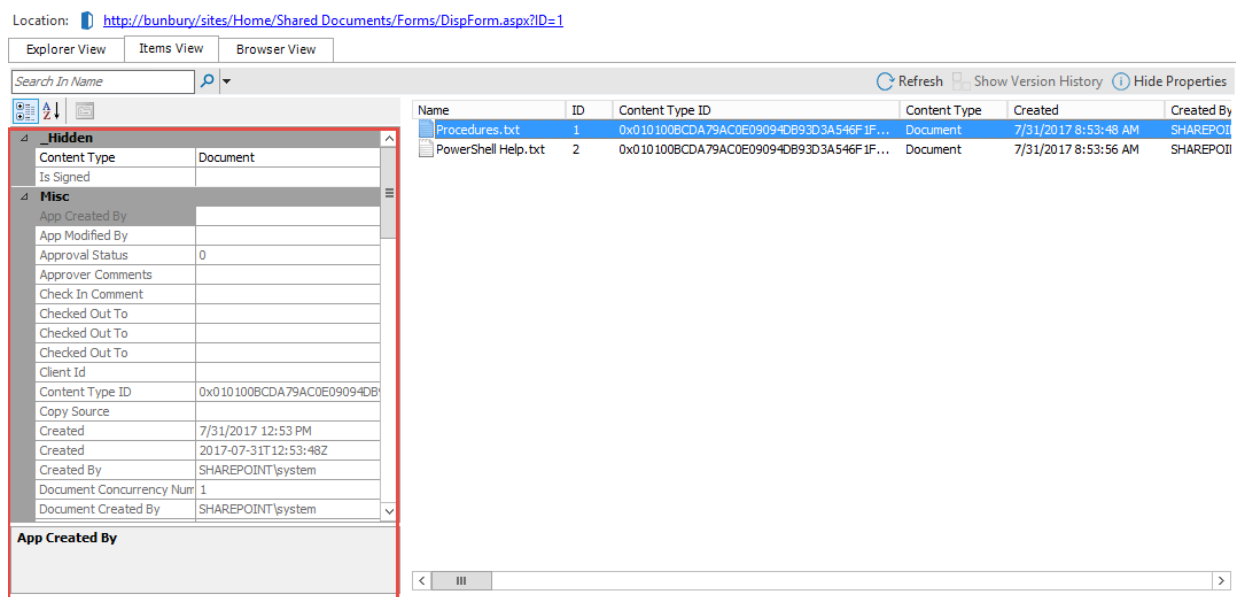 Location: http://bunbury/sites/Home/Shared Documents/Forms/DispForm.aspx?ID=1
Explorer View Items View Browser View
Search In Name Refresh Show Version History Hide Properties
_Hidden
Content Type Document
Is Signed
Misc
App Created By
App Modified By
Approval Status 0
Approver Comments
Check In Comment
Checked Out To
Checked Out To
Checked Out To
Client Id
Content Type ID 0x010100BCDA79AC0E09094DB
Copy Source
Created 7/31/2017 12:53 PM
Created 2017-07-31T12:53:48Z
Created By SHAREPOINT\system
Document Concurrency Num 1
Document Created By SHAREPOINT\system
App Created By
Name ID Content Type ID Content Type Created Created By
Procedures.txt 1 0x010100BCDA79AC0E09094DB93D3A546F1F... Document 7/31/2017 8:53:48 AM SHAREPOI
PowerShell Help.txt 2 0x010100BCDA79AC0E09094DB93D3A546F1F... Document 7/31/2017 8:53:56 AM SHAREPOI